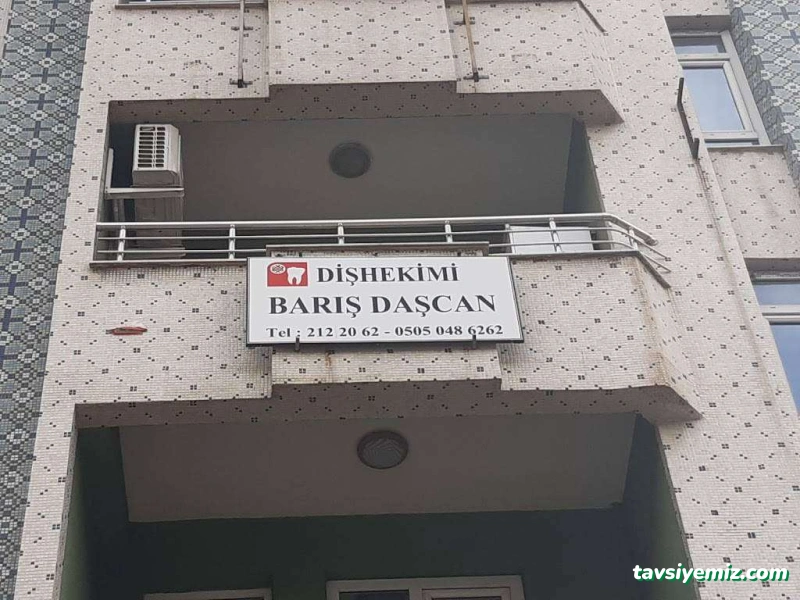 DİŞHEKİMİ
BARIŞ DAŞCAN
Tel : 212 20 62 - 0505 048 6262
tavsiyemiz.com